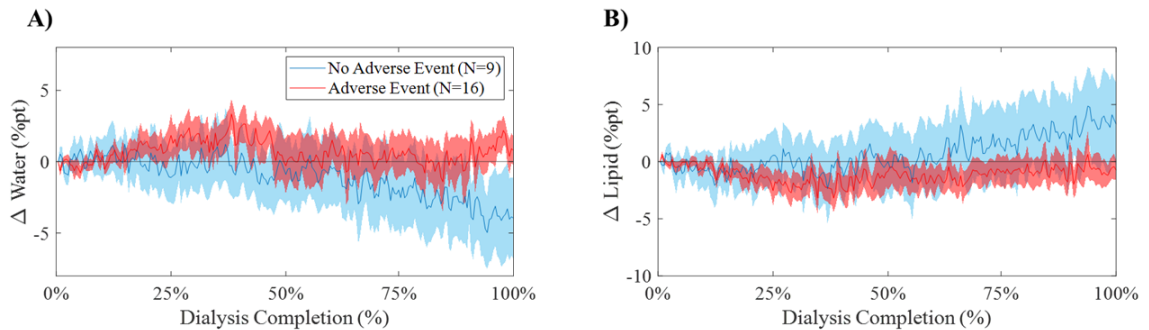 A)
Δ Water (%pt)
5
0
-5
No Adverse Event (N=9)
Adverse Event (N=16)
0% 25% 50% 75% 100%
Dialysis Completion (%)
B)
Δ Lipid (%pt)
10
5
0
-5
-10
0% 25% 50% 75% 100%
Dialysis Completion (%)